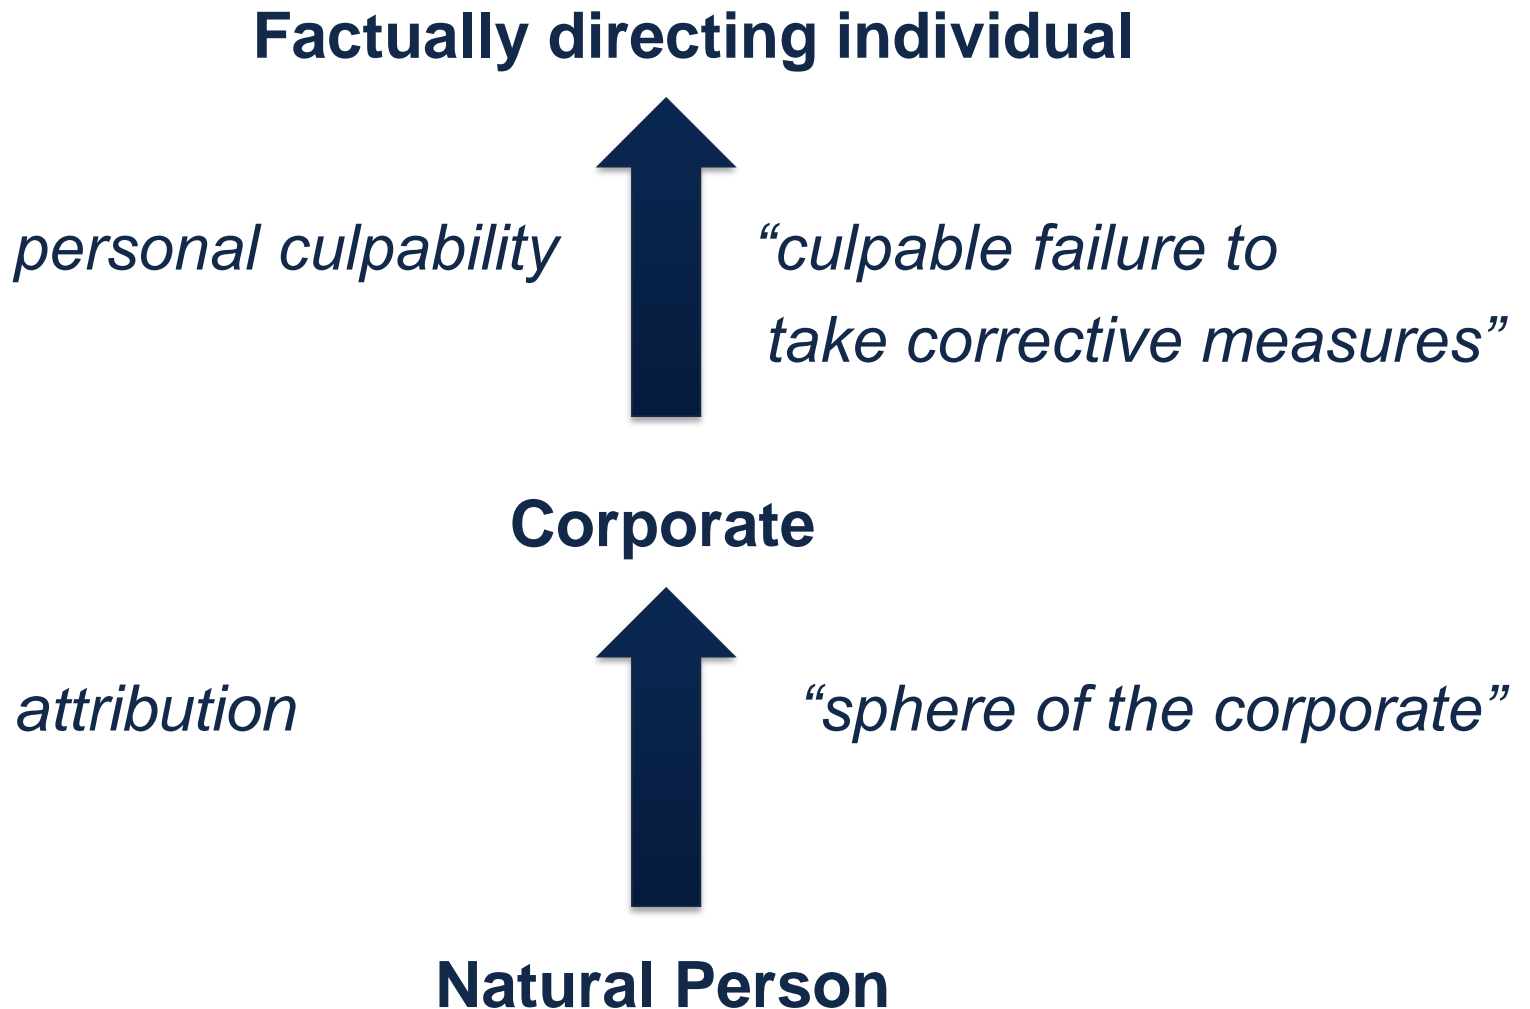 Factually directing individual
personal culpability
“culpable failure to
take corrective measures”
Corporate
attribution
“sphere of the corporate”
Natural Person